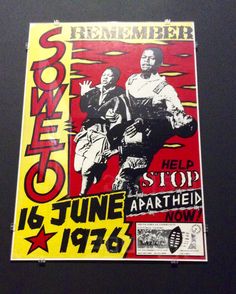 REMEMBER
SOWETO
16 JUNE
1976
HELP
STOP
APARTHEID
NOW!